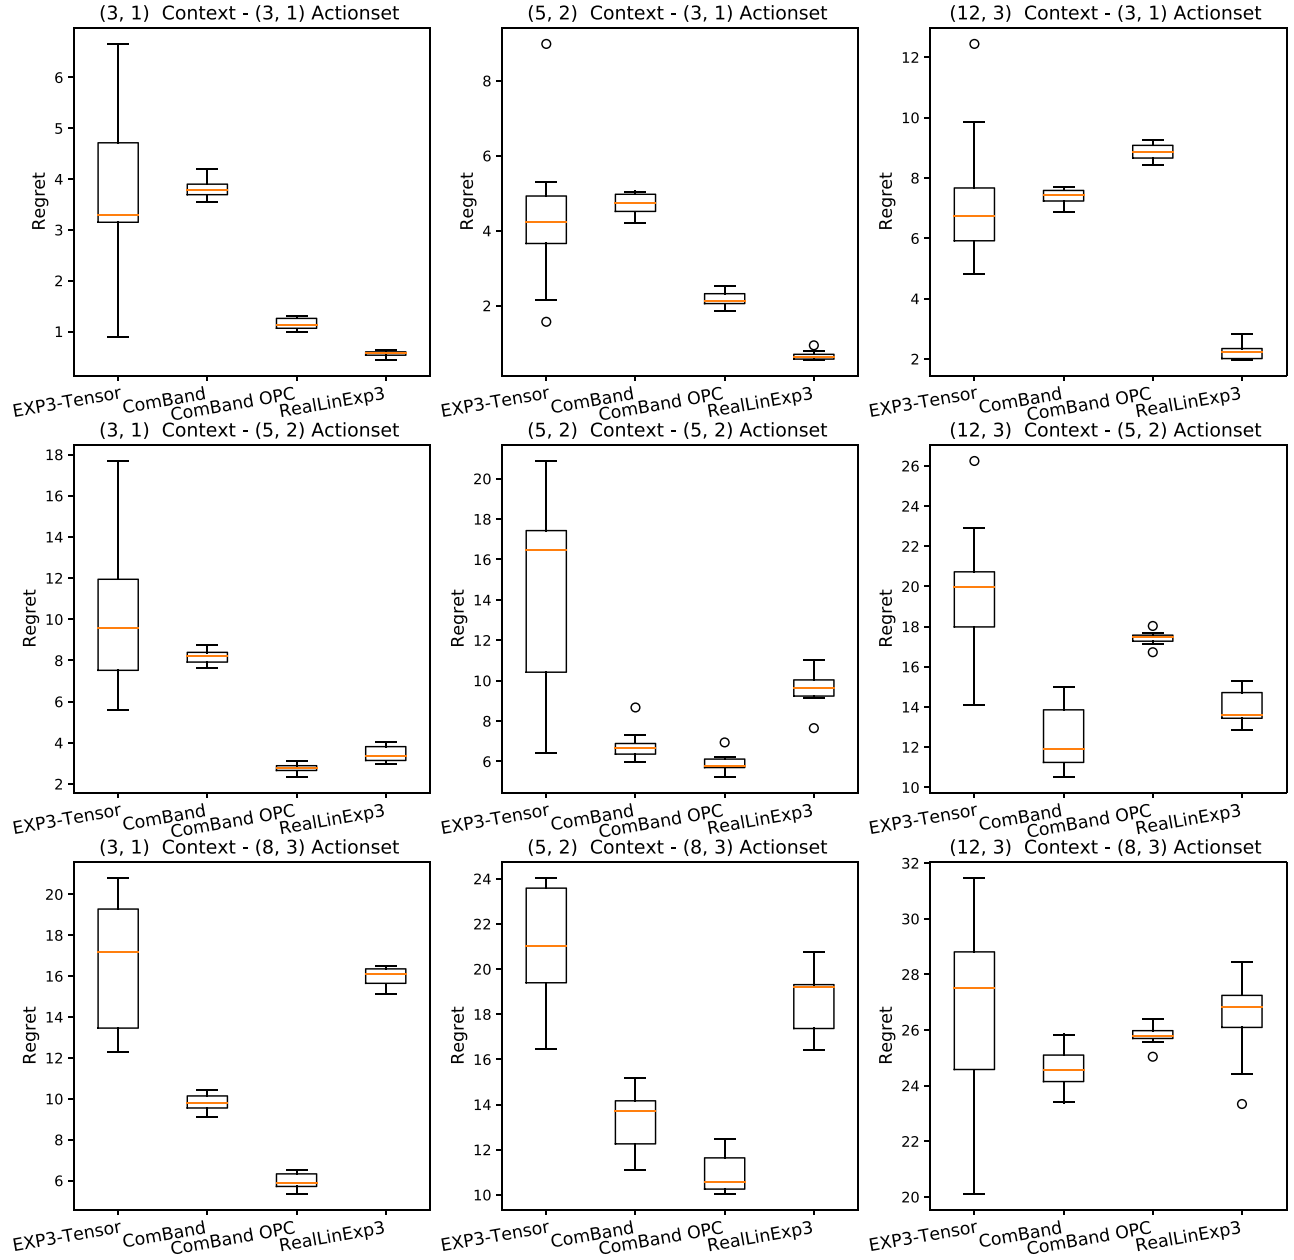 (3, 1)  Context - (3, 1) Actionset
Regret
6
5
4
3
2
1
EXP3-Tensor
ComBand
ComBand OPC
RealLinExp3
(5, 2)  Context - (3, 1) Actionset
Regret
8
6
4
2
EXP3-Tensor
ComBand
ComBand OPC
RealLinExp3
(12, 3)  Context - (3, 1) Actionset
Regret
12
10
8
6
4
2
EXP3-Tensor
ComBand
ComBand OPC
RealLinExp3
(3, 1)  Context - (5, 2) Actionset
Regret
18
16
14
12
10
8
6
4
2
EXP3-Tensor
ComBand
ComBand OPC
RealLinExp3
(5, 2)  Context - (5, 2) Actionset
Regret
20
18
16
14
12
10
8
6
EXP3-Tensor
ComBand
ComBand OPC
RealLinExp3
(12, 3)  Context - (5, 2) Actionset
Regret
26
24
22
20
18
16
14
12
10
EXP3-Tensor
ComBand
ComBand OPC
RealLinExp3
(3, 1)  Context - (8, 3) Actionset
Regret
20
18
16
14
12
10
8
6
EXP3-Tensor
ComBand
ComBand OPC
RealLinExp3
(5, 2)  Context - (8, 3) Actionset
Regret
24
22
20
18
16
14
12
10
EXP3-Tensor
ComBand
ComBand OPC
RealLinExp3
(12, 3)  Context - (8, 3) Actionset
Regret
32
30
28
26
24
22
20
EXP3-Tensor
ComBand
ComBand OPC
RealLinExp3